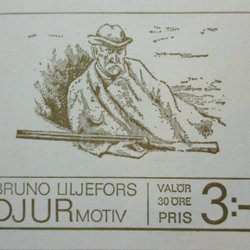 BRUNO LILJEFORS
DJURMOTIV
VALÖR
30 ÖRE
PRIS 3:-